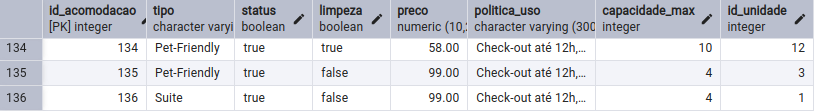 id_acomodacao tipo status limpeza preco politica_uso capacidade_max id_unidade
[PK] integer character varyi boolean boolean numeric (10, character varying (300 integer integer
134 134 Pet-Friendly true true 58.00 Check-out até 12h,... 10 12
135 135 Pet-Friendly true false 99.00 Check-out até 12h,... 4 3
136 136 Suite true false 99.00 Check-out até 12h,... 4 1